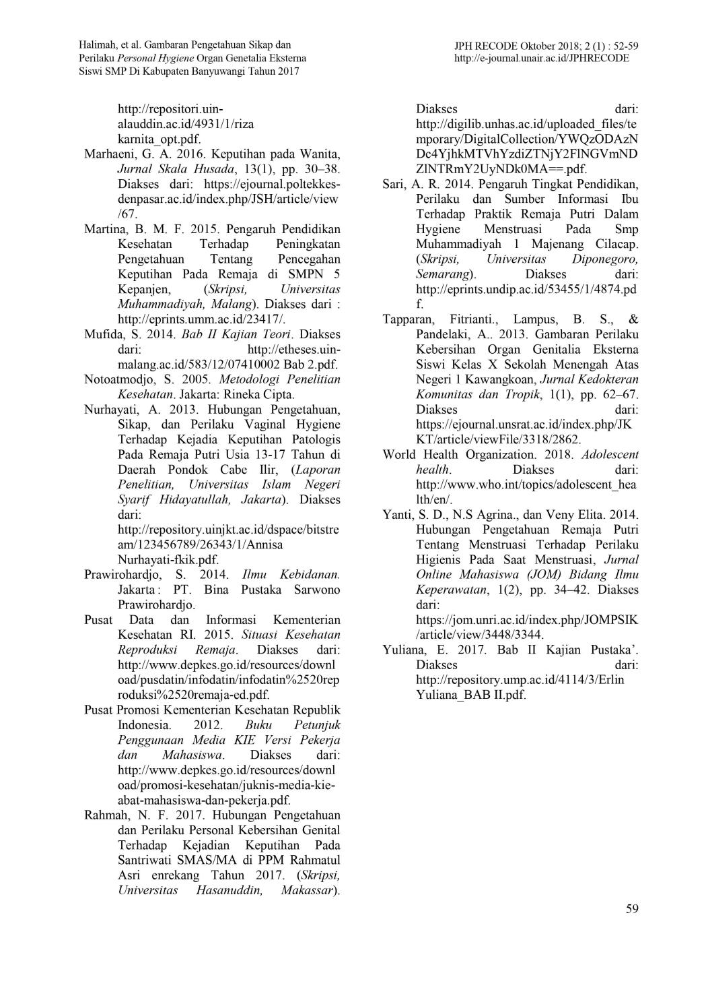 Halimah, et al. Gambaran Pengetahuan Sikap dan
Perilaku Personal Hygiene Organ Genetalia Eksterna
Siswi SMP Di Kabupaten Banyuwangi Tahun 2017
JPH RECODE Oktober 2018; 2 (1) : 52-59
http://e-journal.unair.ac.id/JPHRECODE
http://repositori.uin-
alauddin.ac.id/4931/1/riza
karnita_opt.pdf.
Marhaeni, G. A. 2016. Keputihan pada Wanita,
Jurnal Skala Husada, 13(1), pp. 30–38.
Diakses dari: https://ejournal.poltekkes-
denpasar.ac.id/index.php/JSH/article/view
/67.
Martina, B. M. F. 2015. Pengaruh Pendidikan
Kesehatan Terhadap Peningkatan
Pengetahuan Tentang Pencegahan
Keputihan Pada Remaja di SMPN 5
Kepanjen, (Skripsi, Universitas
Muhammadiyah, Malang). Diakses dari :
http://eprints.umm.ac.id/23417/.
Mufida, S. 2014. Bab II Kajian Teori. Diakses
dari: http://etheses.uin-
malang.ac.id/583/12/07410002 Bab 2.pdf.
Notoatmodjo, S. 2005. Metodologi Penelitian
Kesehatan. Jakarta: Rineka Cipta.
Nurhayati, A. 2013. Hubungan Pengetahuan,
Sikap, dan Perilaku Vaginal Hygiene
Terhadap Kejadia Keputihan Patologis
Pada Remaja Putri Usia 13-17 Tahun di
Daerah Pondok Cabe Ilir, (Laporan
Penelitian, Universitas Islam Negeri
Syarif Hidayatullah, Jakarta). Diakses
dari:
http://repository.uinjkt.ac.id/dspace/bitstre
am/123456789/26343/1/Annisa
Nurhayati-fkik.pdf.
Prawirohardjo, S. 2014. Ilmu Kebidanan.
Jakarta : PT. Bina Pustaka Sarwono
Prawirohardjo.
Pusat Data dan Informasi Kementerian
Kesehatan RI. 2015. Situasi Kesehatan
Reproduksi Remaja. Diakses dari:
http://www.depkes.go.id/resources/downl
oad/pusdatin/infodatin/infodatin%2520rep
roduksi%2520remaja-ed.pdf.
Pusat Promosi Kementerian Kesehatan Republik
Indonesia. 2012. Buku Petunjuk
Penggunaan Media KIE Versi Pekerja
dan Mahasiswa. Diakses dari:
http://www.depkes.go.id/resources/downl
oad/promosi-kesehatan/juknis-media-kie-
abat-mahasiswa-dan-pekerja.pdf.
Rahmah, N. F. 2017. Hubungan Pengetahuan
dan Perilaku Personal Kebersihan Genital
Terhadap Kejadian Keputihan Pada
Santriwati SMAS/MA di PPM Rahmatul
Asri enrekang Tahun 2017. (Skripsi,
Universitas Hasanuddin, Makassar).
Diakses dari:
http://digilib.unhas.ac.id/uploaded_files/te
mporary/DigitalCollection/YWQzODAzN
Dc4YjhkMTVhYzdiZTNjY2FlNGVmND
ZlNTRmY2UyNDk0MA==.pdf.
Sari, A. R. 2014. Pengaruh Tingkat Pendidikan,
Perilaku dan Sumber Informasi Ibu
Terhadap Praktik Remaja Putri Dalam
Hygiene Menstruasi Pada Smp
Muhammadiyah 1 Majenang Cilacap.
(Skripsi, Universitas Diponegoro,
Semarang). Diakses dari:
http://eprints.undip.ac.id/53455/1/4874.pd
f.
Tapparan, Fitrianti., Lampus, B. S., &
Pandelaki, A.. 2013. Gambaran Perilaku
Kebersihan Organ Genitalia Eksterna
Siswi Kelas X Sekolah Menengah Atas
Negeri 1 Kawangkoan, Jurnal Kedokteran
Komunitas dan Tropik, 1(1), pp. 62–67.
Diakses dari:
https://ejournal.unsrat.ac.id/index.php/JK
KT/article/viewFile/3318/2862.
World Health Organization. 2018. Adolescent
health. Diakses dari:
http://www.who.int/topics/adolescent_hea
lth/en/.
Yanti, S. D., N.S Agrina., dan Veny Elita. 2014.
Hubungan Pengetahuan Remaja Putri
Tentang Menstruasi Terhadap Perilaku
Higienis Pada Saat Menstruasi, Jurnal
Online Mahasiswa (JOM) Bidang Ilmu
Keperawatan, 1(2), pp. 34–42. Diakses
dari:
https://jom.unri.ac.id/index.php/JOMPSIK
/article/view/3448/3344.
Yuliana, E. 2017. Bab II Kajian Pustaka’.
Diakses dari:
http://repository.ump.ac.id/4114/3/Erlin
Yuliana_BAB II.pdf.
59